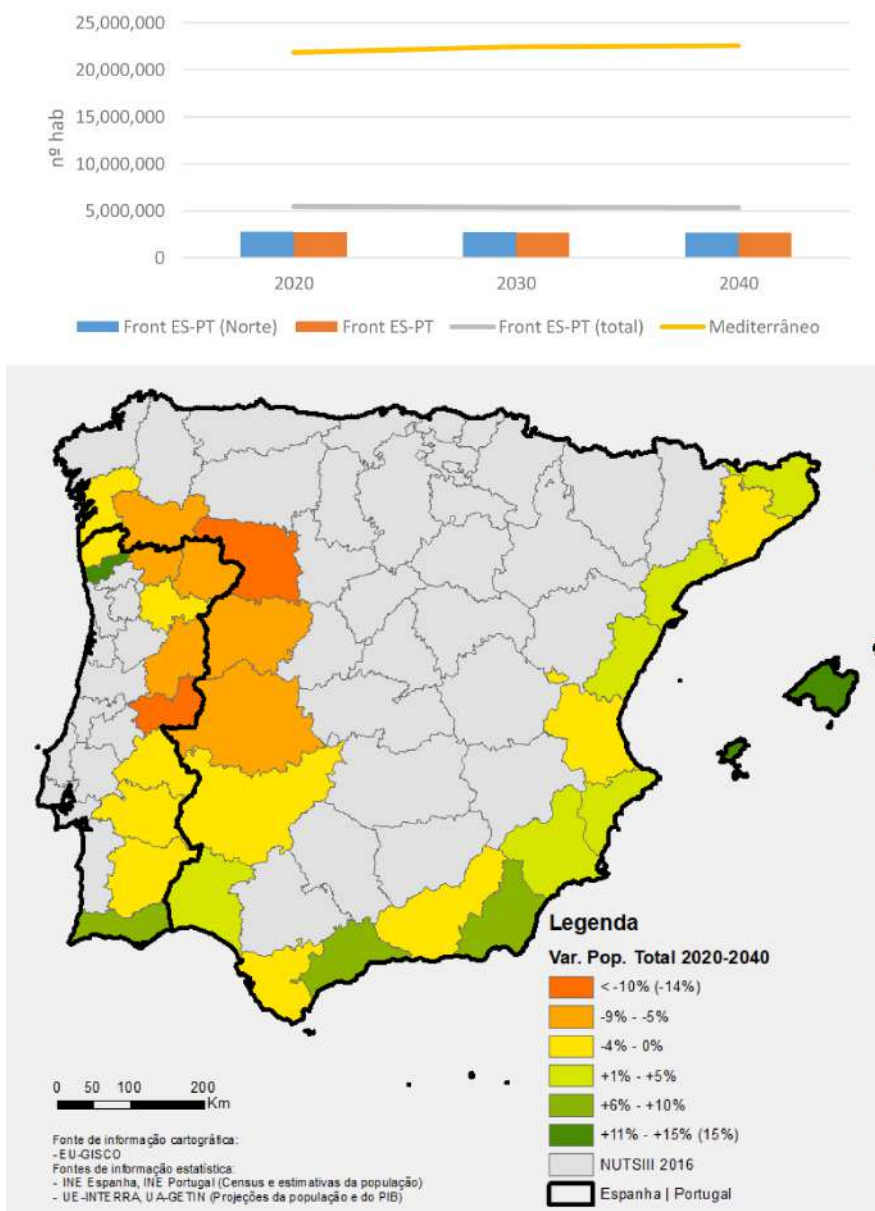 25,000,000
20,000,000
15,000,000
10,000,000
5,000,000
0
nº hab
2020 2030 2040
Front ES-PT (Norte) Front ES-PT Front ES-PT (total) Mediterrâneo
Legenda
Var. Pop. Total 2020-2040
< -10% (-14%)
-9% - -5%
-4% - 0%
+1% - +5%
+6% - +10%
+11% - +15% (15%)
NUTSIII 2016
Espanha | Portugal
0 50 100 200
Km
Fonte de informação cartográfica:
- EU-GISCO
Fontes de informação estatística:
- INE Espanha, INE Portugal (Census e estimativas da população)
- UE-INTERRA, UA-GETIN (Projeções da população e do PIB)